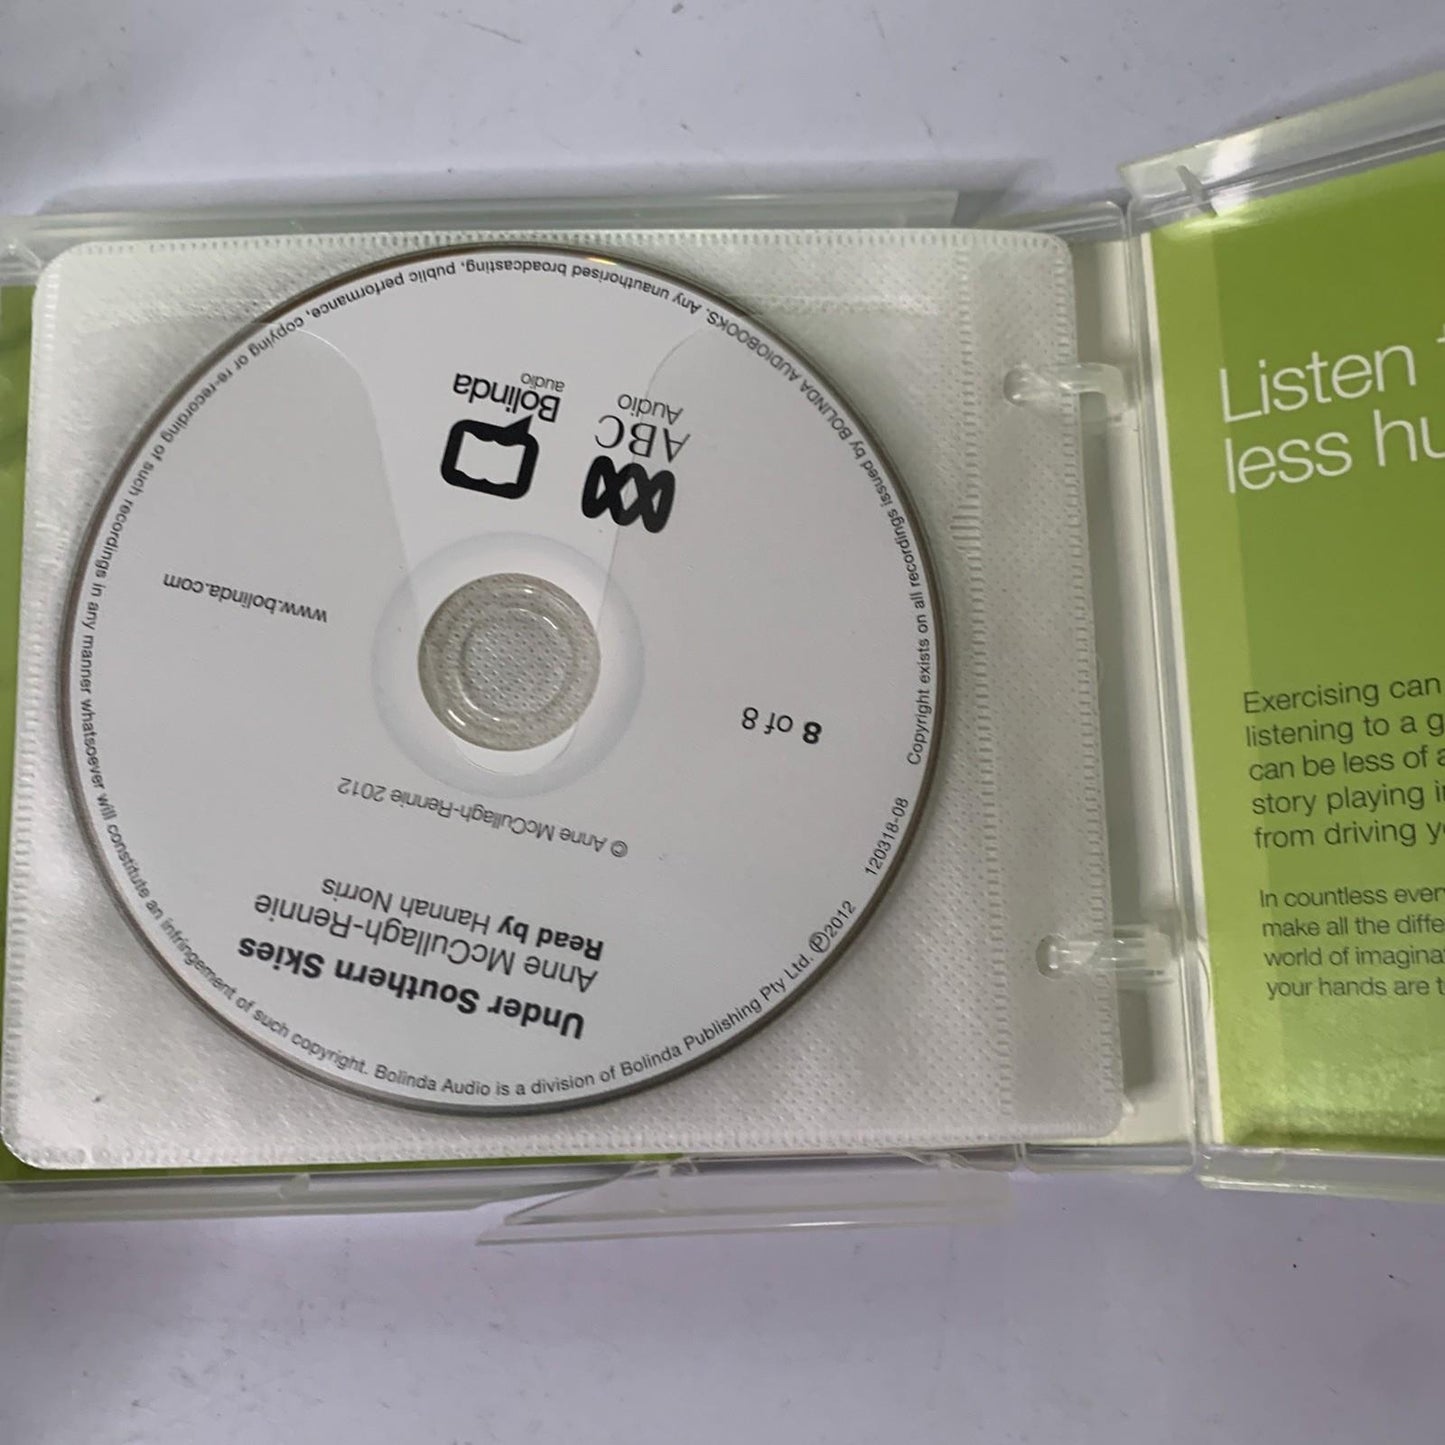 Under Southern Skies
Anne McCullagh-Rennie
Read by Hannah Norris
© Anne McCullagh-Rennie 2012
8 of 8
www.bolinda.com
ABC
Audio
Bolinda
audio
120318-08
Copyright exists on all recordings issued by BOLINDA AUDIOBOOKS. Any unauthorised broadcasting, public performance, copying or re-recording of such recordings in any manner whatsoever will constitute an infringement of such copyright. Bolinda Audio is a division of Bolinda Publishing Pty Ltd. ℗2012
Listen
less
Exercising can
listening to a
can be less of
story playing
from driving
In countless
make all the
world of
your hands are